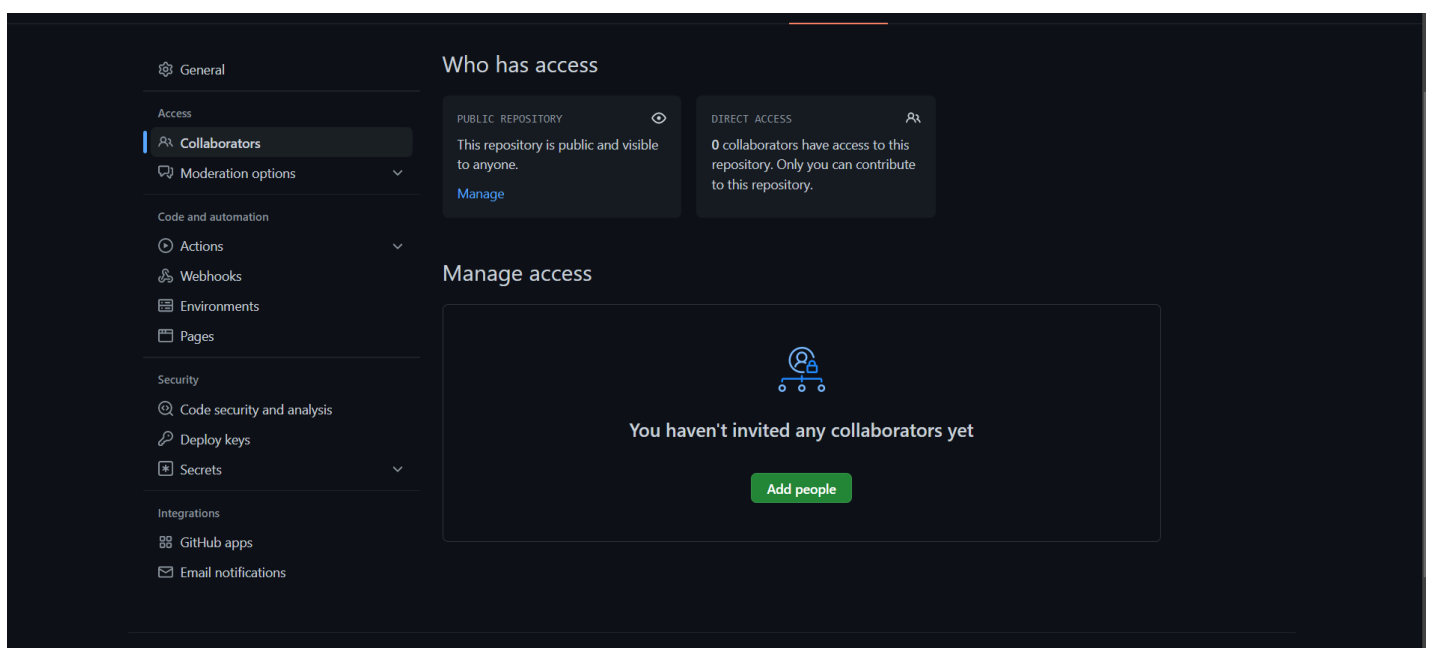 General
Access
Collaborators
Moderation options
Code and automation
Actions
Webhooks
Environments
Pages
Security
Code security and analysis
Deploy keys
Secrets
Integrations
GitHub apps
Email notifications
Who has access
PUBLIC REPOSITORY
This repository is public and visible
to anyone.
Manage
DIRECT ACCESS
0 collaborators have access to this
repository. Only you can contribute
to this repository.
Manage access
You haven't invited any collaborators yet
Add people